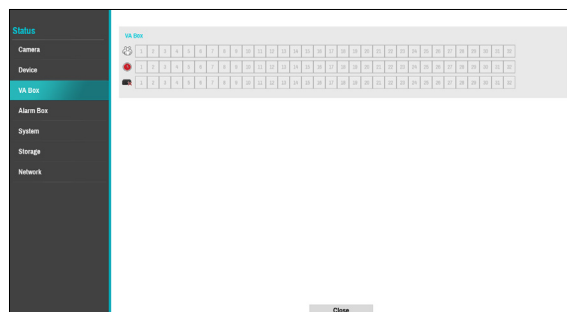 Status
VA Box
Camera
1 2 3 4 5 6 7 8 9 10 11 12 13 14 15 16 17 18 19 20 21 22 23 24 25 26 27 28 29 30 31 32
Device
1 2 3 4 5 6 7 8 9 10 11 12 13 14 15 16 17 18 19 20 21 22 23 24 25 26 27 28 29 30 31 32
1 2 3 4 5 6 7 8 9 10 11 12 13 14 15 16 17 18 19 20 21 22 23 24 25 26 27 28 29 30 31 32
VA Box
Alarm Box
System
Storage
Network
Close